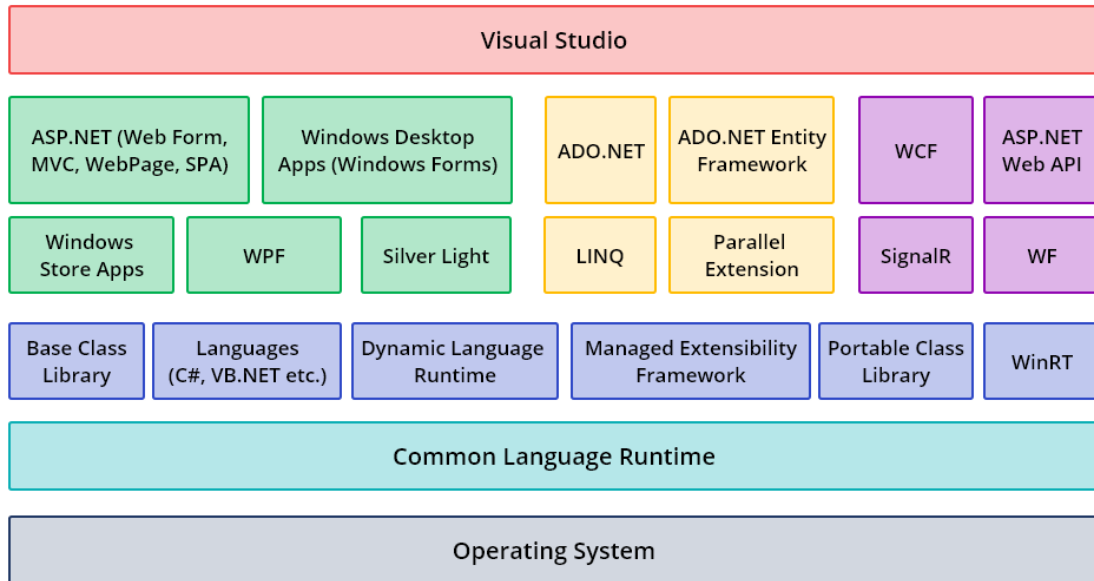 Visual Studio
ASP.NET (Web Form,
MVC, WebPage, SPA)
Windows Desktop
Apps (Windows Forms)
ADO.NET
ADO.NET Entity
Framework
WCF
ASP.NET
Web API
Windows
Store Apps
WPF
Silver Light
LINQ
Parallel
Extension
SignalR
WF
Base Class
Library
Languages
(C#, VB.NET etc.)
Dynamic Language
Runtime
Managed Extensibility
Framework
Portable Class
Library
WinRT
Common Language Runtime
Operating System